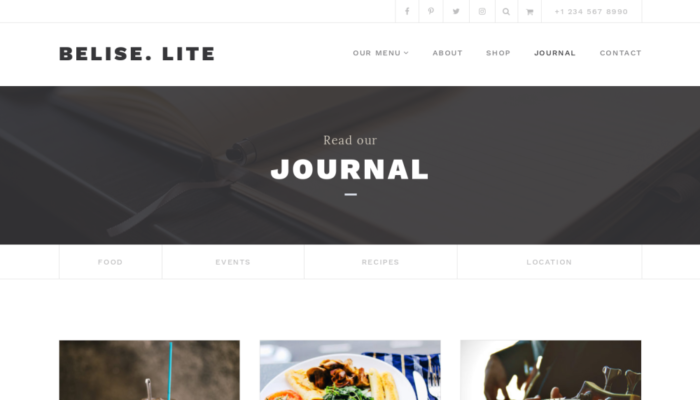 +1 234 567 8990
BELISE. LITE
OUR MENU
ABOUT
SHOP
JOURNAL
CONTACT
Read our
JOURNAL
FOOD
EVENTS
RECIPES
LOCATION